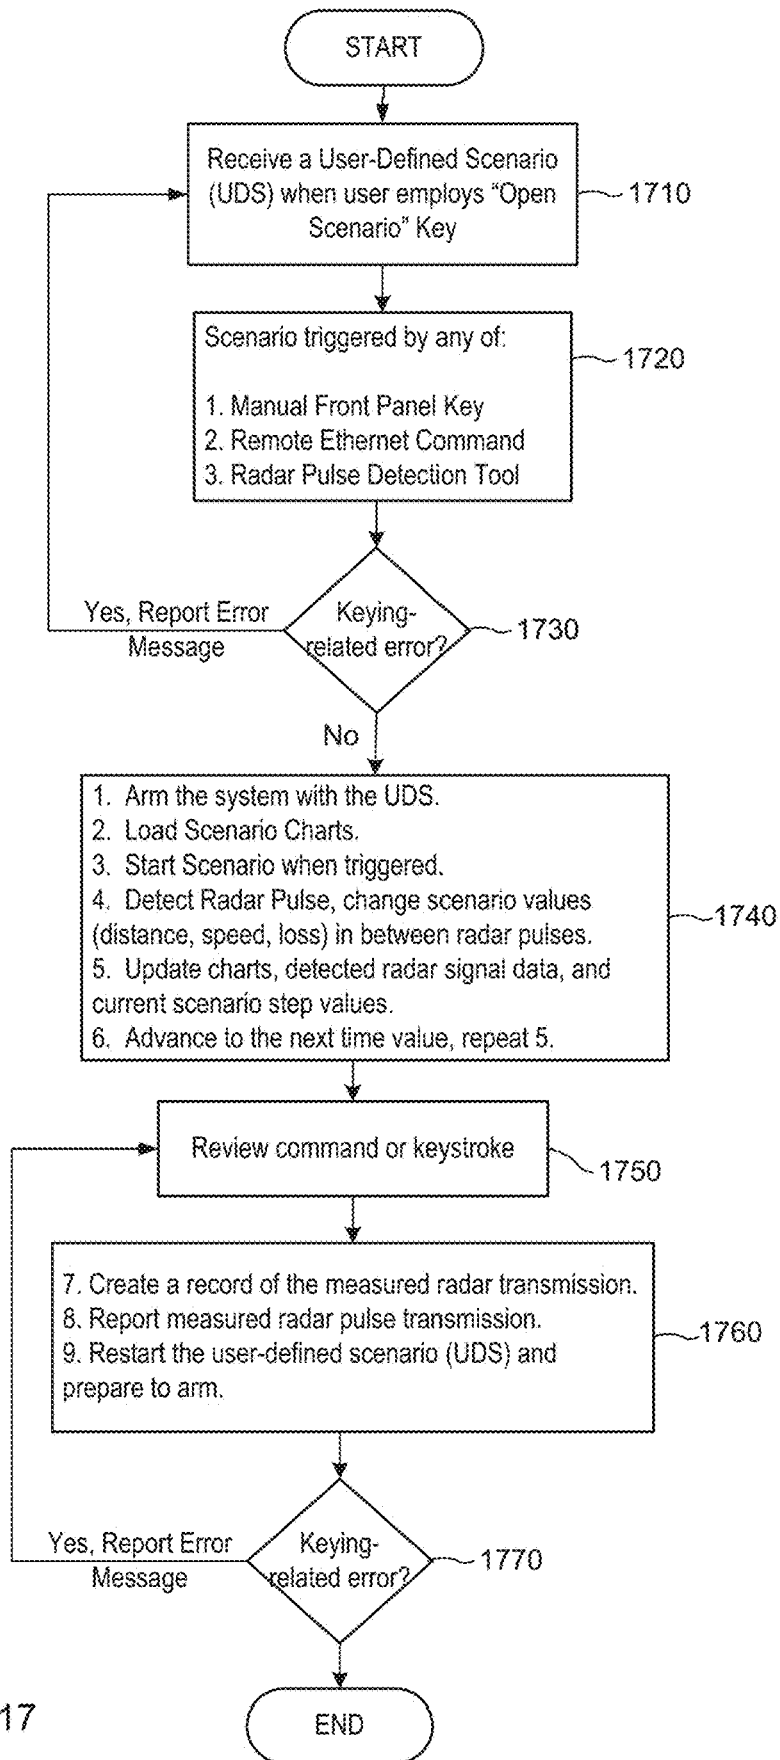 START
Receive a User-Defined Scenario
(UDS) when user employs “Open
Scenario” Key
1710
Scenario triggered by any of:
1. Manual Front Panel Key
2. Remote Ethernet Command
3. Radar Pulse Detection Tool
1720
Yes, Report Error
Message
Keying-
related error?
1730
No
1. Arm the system with the UDS.
2. Load Scenario Charts.
3. Start Scenario when triggered.
4. Detect Radar Pulse, change scenario values
(distance, speed, loss) in between radar pulses.
5. Update charts, detected radar signal data, and
current scenario step values.
6. Advance to the next time value, repeat 5.
1740
Review command or keystroke
1750
7. Create a record of the measured radar transmission.
8. Report measured radar pulse transmission.
9. Restart the user-defined scenario (UDS) and
prepare to arm.
1760
Yes, Report Error
Message
Keying-
related error?
1770
END
17